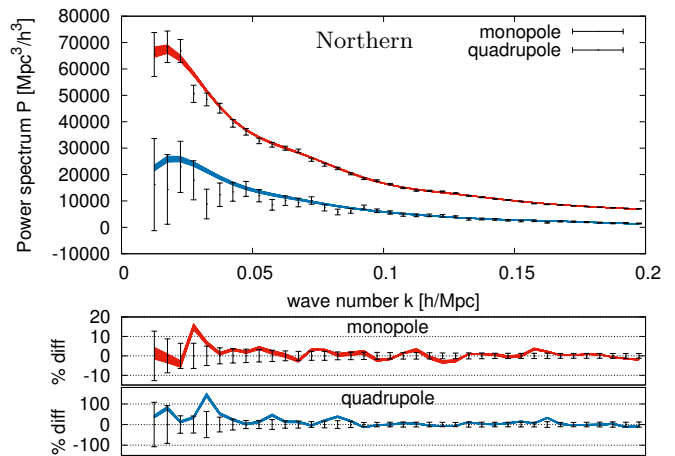 80000
70000
60000
50000
40000
30000
20000
10000
0
-10000
Power spectrum P [Mpc³/h³]
Northern
monopole
quadrupole
0 0.05 0.1 0.15 0.2
wave number k [h/Mpc]
20
10
0
-10
% diff
monopole
100
0
-100
% diff
quadrupole